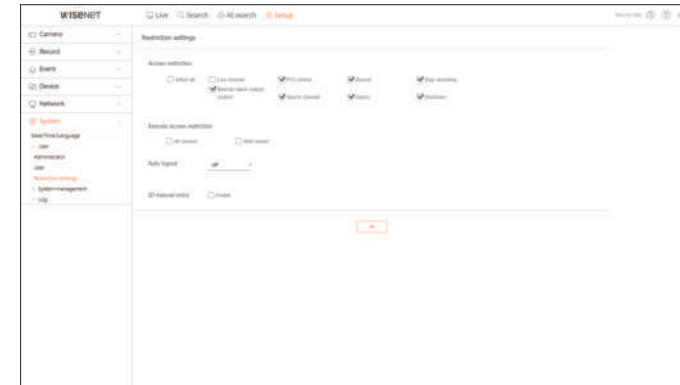 WISENET
Live Search AI search Setup
Camera
Record
Event
Device
Network
System
Date/Time/Language
User
Administrator
User
Restriction settings
System management
Log
Restriction settings
Access restriction
Select all Live channel PTZ control Record Stop recording
Remote alarm output control Search channel Export Shutdown
Remote access restriction
All network Web viewer
Auto logout Off
ID manual entry Enable
OK